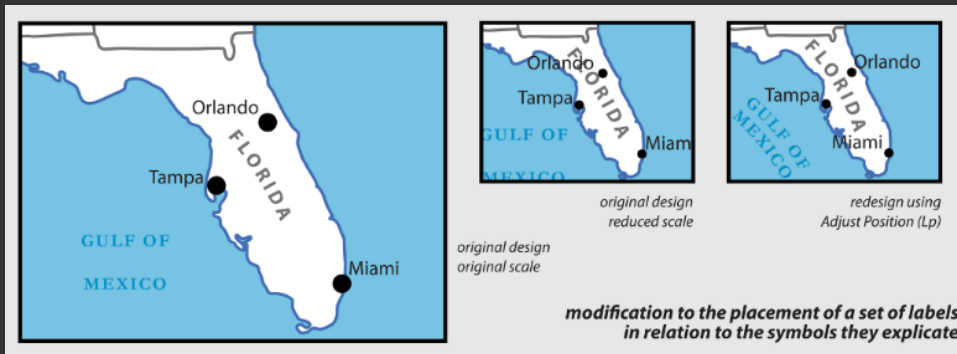 Orlando
FLORIDA
Tampa
GULF OF
MEXICO
Miami
original design
original scale
Orlando
FLORIDA
Tampa
GULF OF
MEXICO
Miam
original design
reduced scale
FLORIDA
Orlando
Tampa
GULF OF
MEXICO
Miami
redesign using
Adjust Position (Lp)
modification to the placement of a set of labels
in relation to the symbols they explicate